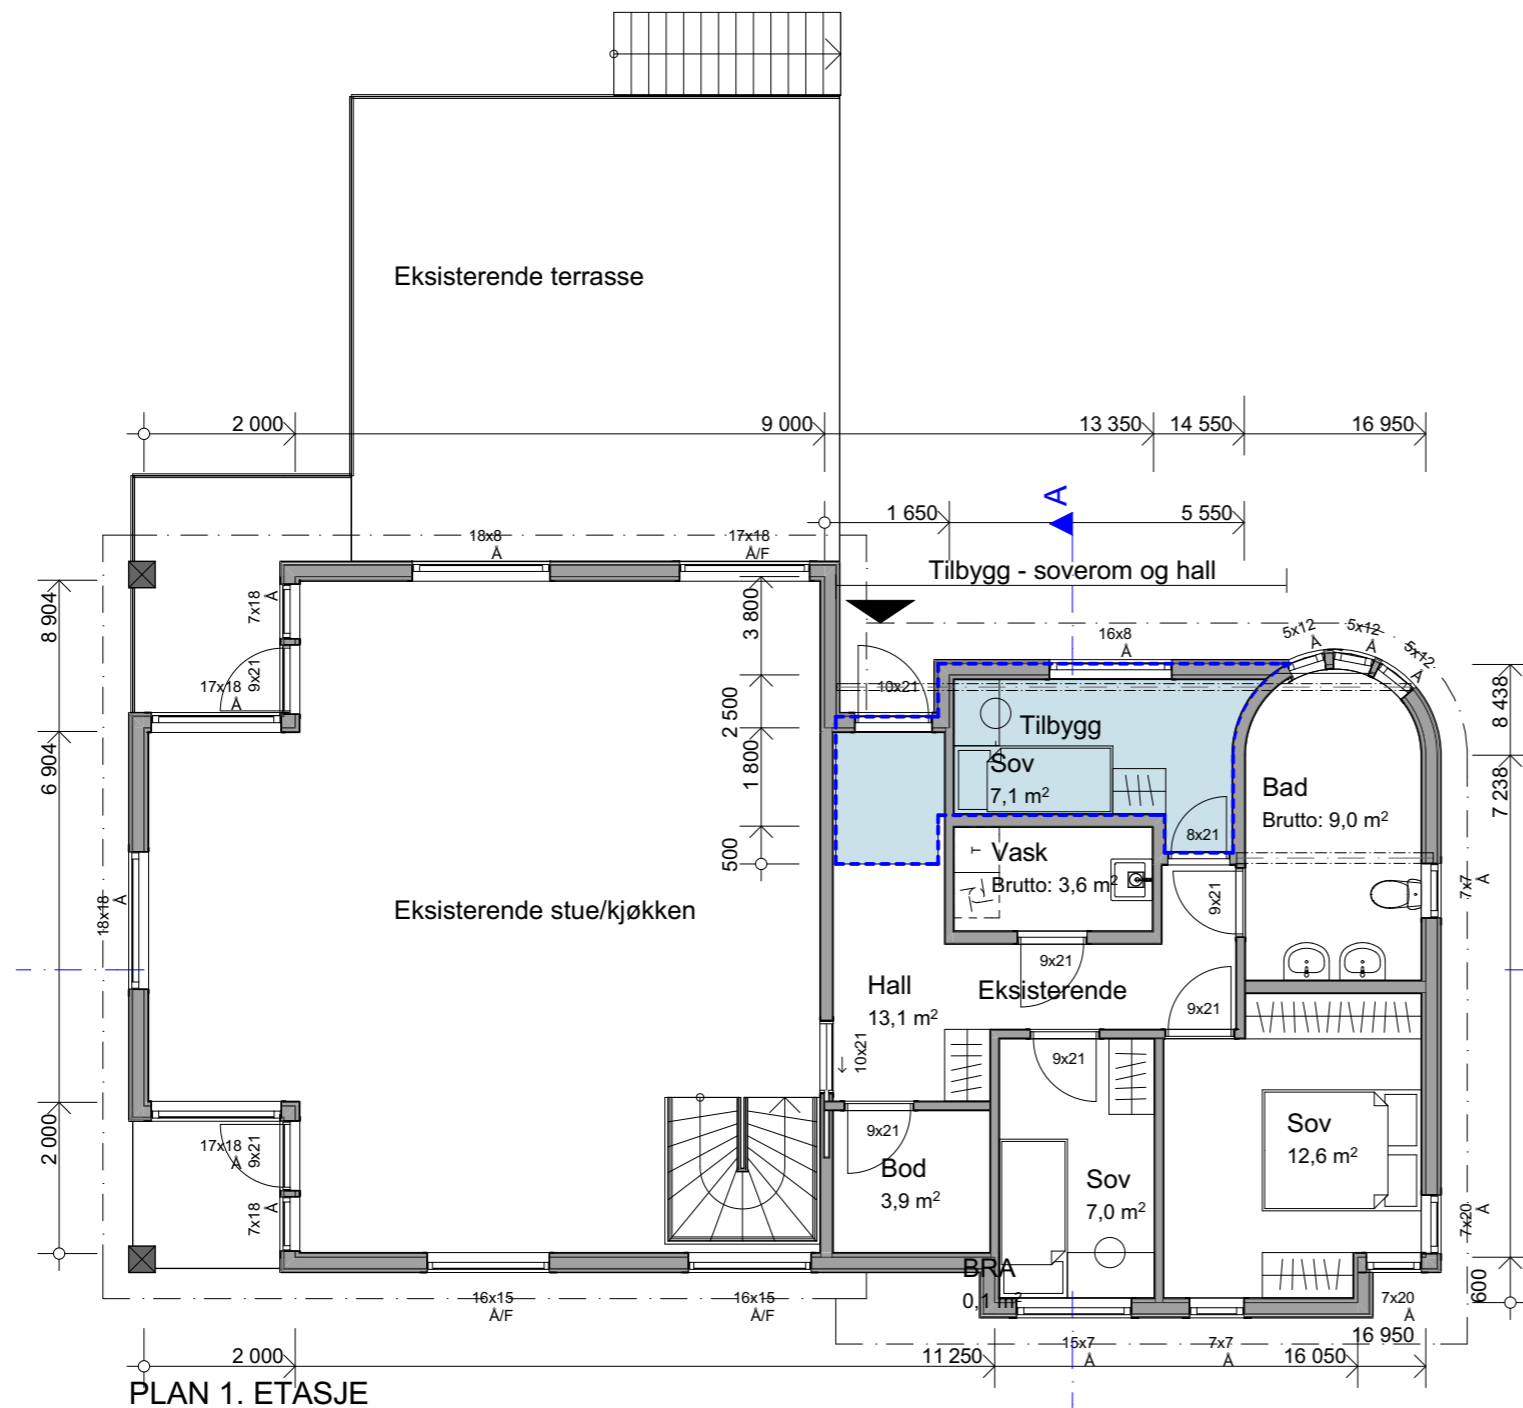 Eksisterende terrasse
2 000
9 000
13 350
14 550
16 950
1 650
A
5 550
18x8
Å
17x18
Å/F
Tilbygg - soverom og hall
8 904
7x18
Å
9x21
17x18
Å
3 800
2 500
1 800
500
16x8
Å
5x12
Å
5x12
Å
5x12
Å
10x21
8 438
7 238
Tilbygg
Sov
7,1 m²
8x21
Bad
Brutto: 9,0 m²
6 904
18x18
Å
Eksisterende stue/kjøkken
T
Vask
Brutto: 3,6 m²
9x21
7x7
Å
9x21
Hall
13,1 m²
Eksisterende
9x21
10x21
9x21
2 000
17x18
Å
9x21
7x18
Å
9x21
Bod
3,9 m²
Sov
7,0 m²
Sov
12,6 m²
7x20
Å
BRA
0,1 m²
600
16x15
Å/F
16x15
Å/F
7x20
Å
2 000
11 250
15x7
Å
7x7
Å
16 050
16 950
PLAN 1. ETASJE